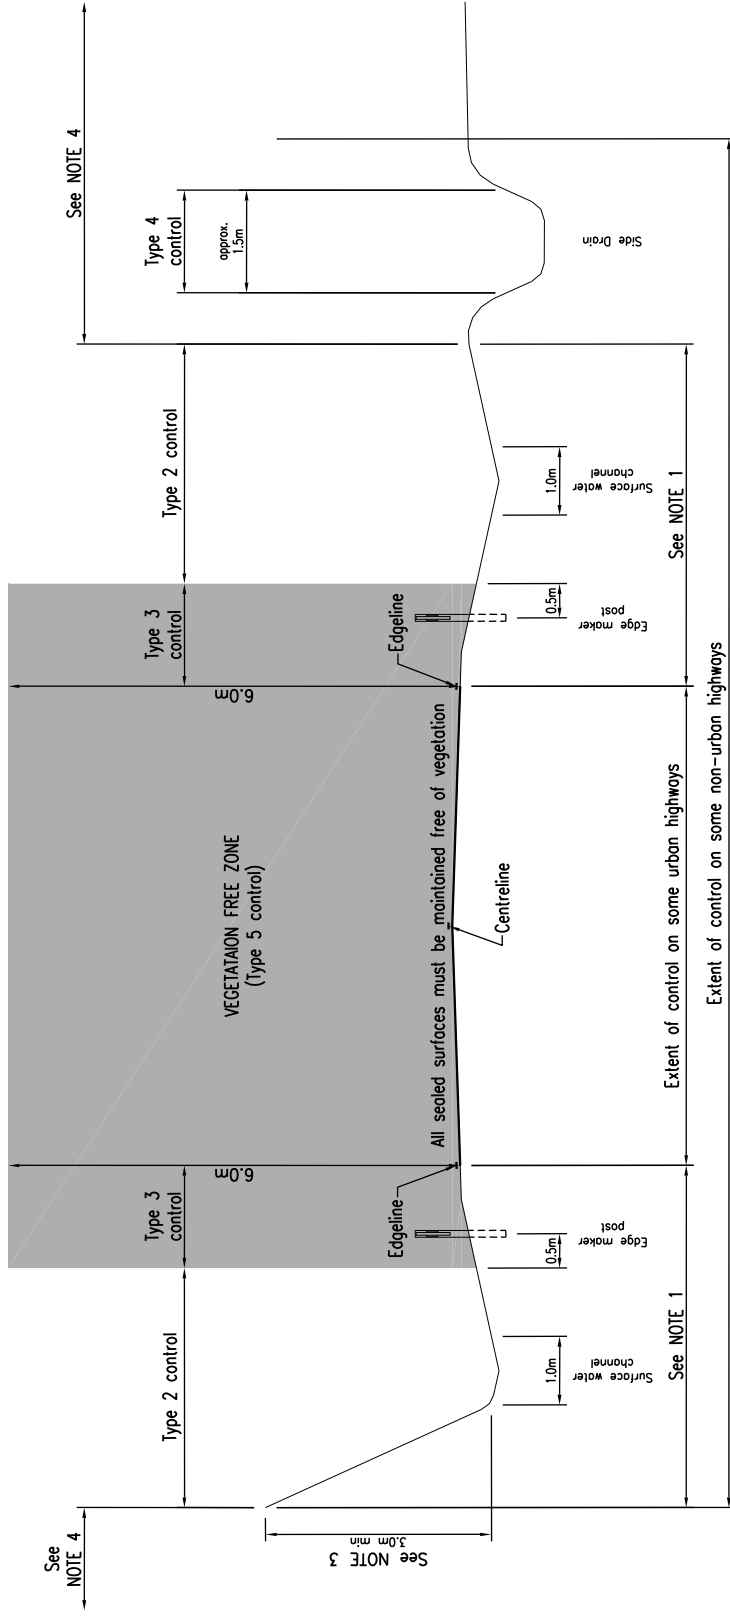 See
NOTE 4
See NOTE 4
Type 2 control
Type 3
control
Type 3
control
Type 2 control
Type 4
control
approx.
1.5m
6.0m
6.0m
VEGETATAION FREE ZONE
(Type 5 control)
Edgeline
All sealed surfaces must be maintained free of vegetation
Edgeline
Centreline
See NOTE 3
3.0m min
1.0m
Surface water
channel
0.5m
Edge maker
post
0.5m
Edge maker
post
1.0m
Surface water
channel
Side Drain
See NOTE 1
Extent of control on some urban highways
See NOTE 1
Extent of control on some non-urban highways